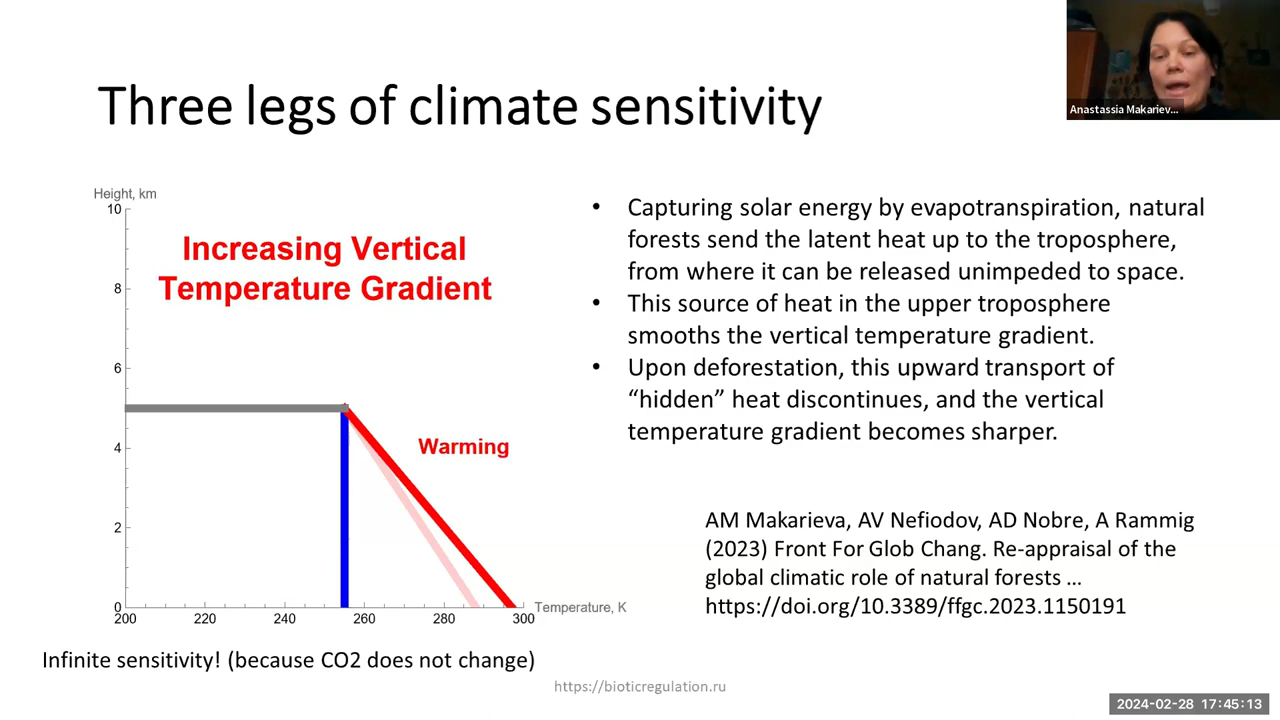 Anastassia Makariev...
Three legs of climate sensitivity
Height, km
10
8
6
4
2
0
200
220
240
260
280
300
Temperature, K
Increasing Vertical
Temperature Gradient
Warming
Infinite sensitivity! (because CO2 does not change)
• Capturing solar energy by evapotranspiration, natural
forests send the latent heat up to the troposphere,
from where it can be released unimpeded to space.
• This source of heat in the upper troposphere
smooths the vertical temperature gradient.
• Upon deforestation, this upward transport of
“hidden” heat discontinues, and the vertical
temperature gradient becomes sharper.
AM Makarieva, AV Nefiodov, AD Nobre, A Rammig
(2023) Front For Glob Chang. Re-appraisal of the
global climatic role of natural forests …
https://doi.org/10.3389/ffgc.2023.1150191
https://bioticregulation.ru
2024-02-28 17:45:13